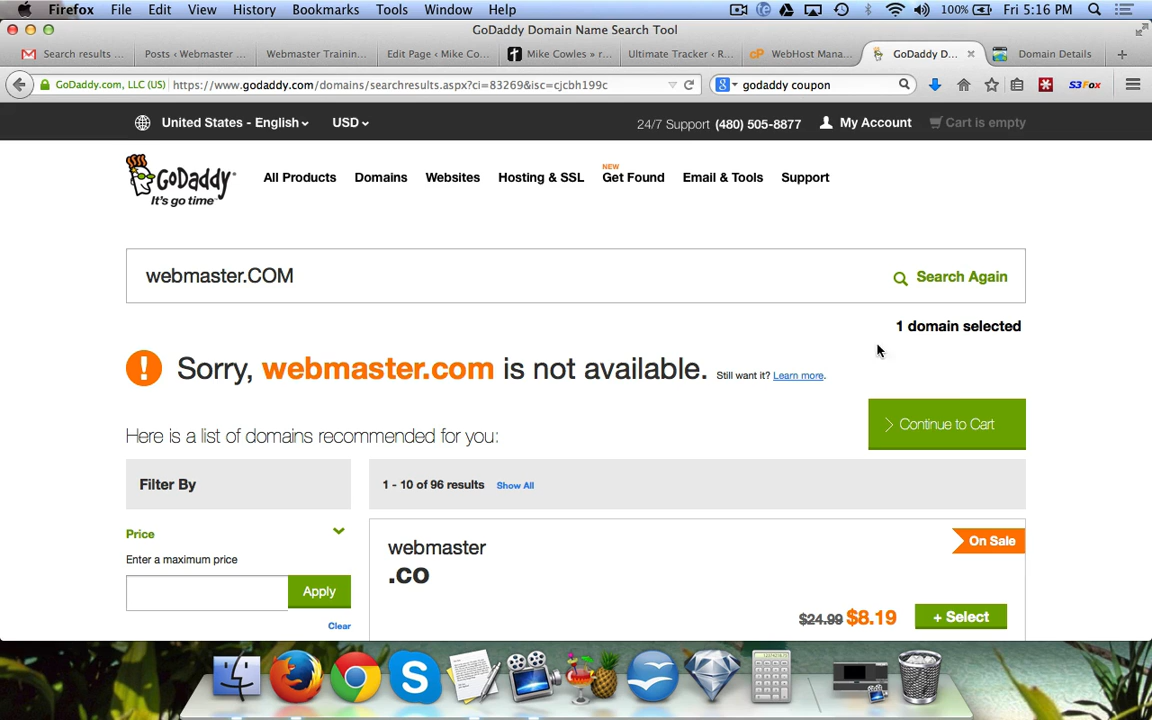 Firefox File Edit View History Bookmarks Tools Window Help 100% Fri 5:16 PM
GoDaddy Domain Name Search Tool
Search results ... Posts ‹ Webmaster ... Webmaster Trainin... Edit Page ‹ Mike Co... Mike Cowles » r... Ultimate Tracker ‹ R... cP WebHost Mana... GoDaddy D... Domain Details
GoDaddy.com, LLC (US) https://www.godaddy.com/domains/searchresults.aspx?ci=83269&isc=cjcbh199c godaddy coupon S3Fox
United States - English USD 24/7 Support (480) 505-8877 My Account Cart is empty
GoDaddy
It's go time
All Products Domains Websites Hosting & SSL NEW Get Found Email & Tools Support
webmaster.COM Search Again
1 domain selected
Sorry, webmaster.com is not available. Still want it? Learn more.
Here is a list of domains recommended for you: Continue to Cart
Filter By 1 - 10 of 96 results Show All
Price
Enter a maximum price
Apply
Clear
webmaster On Sale
.co
$24.99 $8.19 + Select